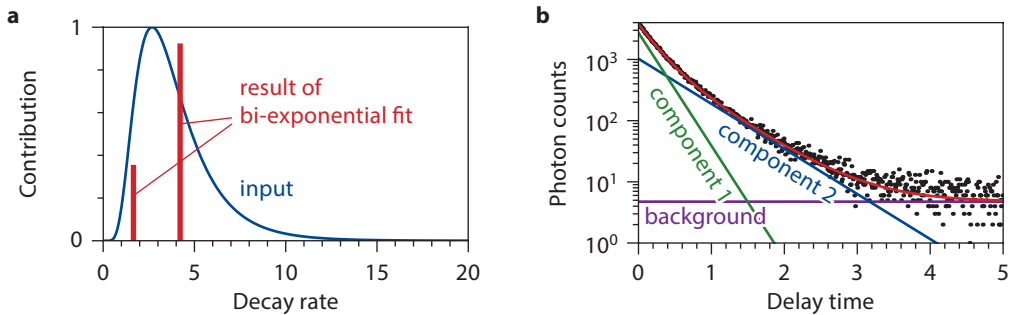 a
1
0
Contribution
0
5
10
15
20
Decay rate
result of
bi-exponential fit
input
b
10³
10²
10¹
10⁰
Photon counts
0
1
2
3
4
5
Delay time
component 1
component 2
background